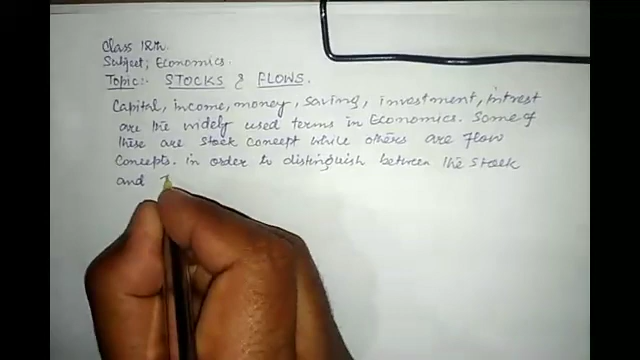 Class 12th.
Subject; Economics.
Topic:- STOCKS & FLOWS.
Capital, income, money, saving, investment, intrest
are the widely used terms in Economics. Some of
these are stock concept while others are flow
Concepts. in order to distinguish between the stock
and